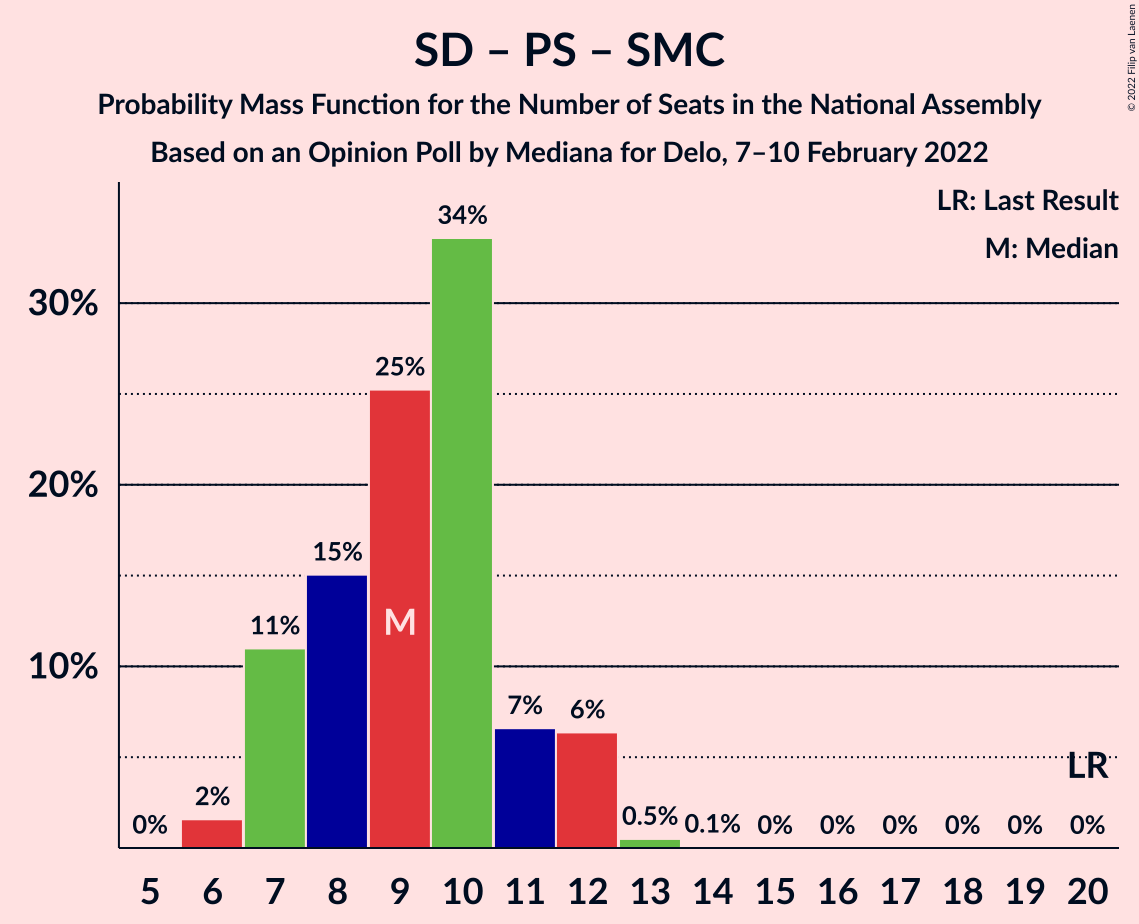 SD – PS – SMC
Probability Mass Function for the Number of Seats in the National Assembly
Based on an Opinion Poll by Mediana for Delo, 7–10 February 2022
© 2022 Filip van Laenen
LR: Last Result
M: Median
34%
30%
25%
20%
15%
M
11%
10%
7%
6%
LR
2%
0%
0.5%
0.1%
0%
0%
0%
0%
0%
0%
5 6 7 8 9 10 11 12 13 14 15 16 17 18 19 20